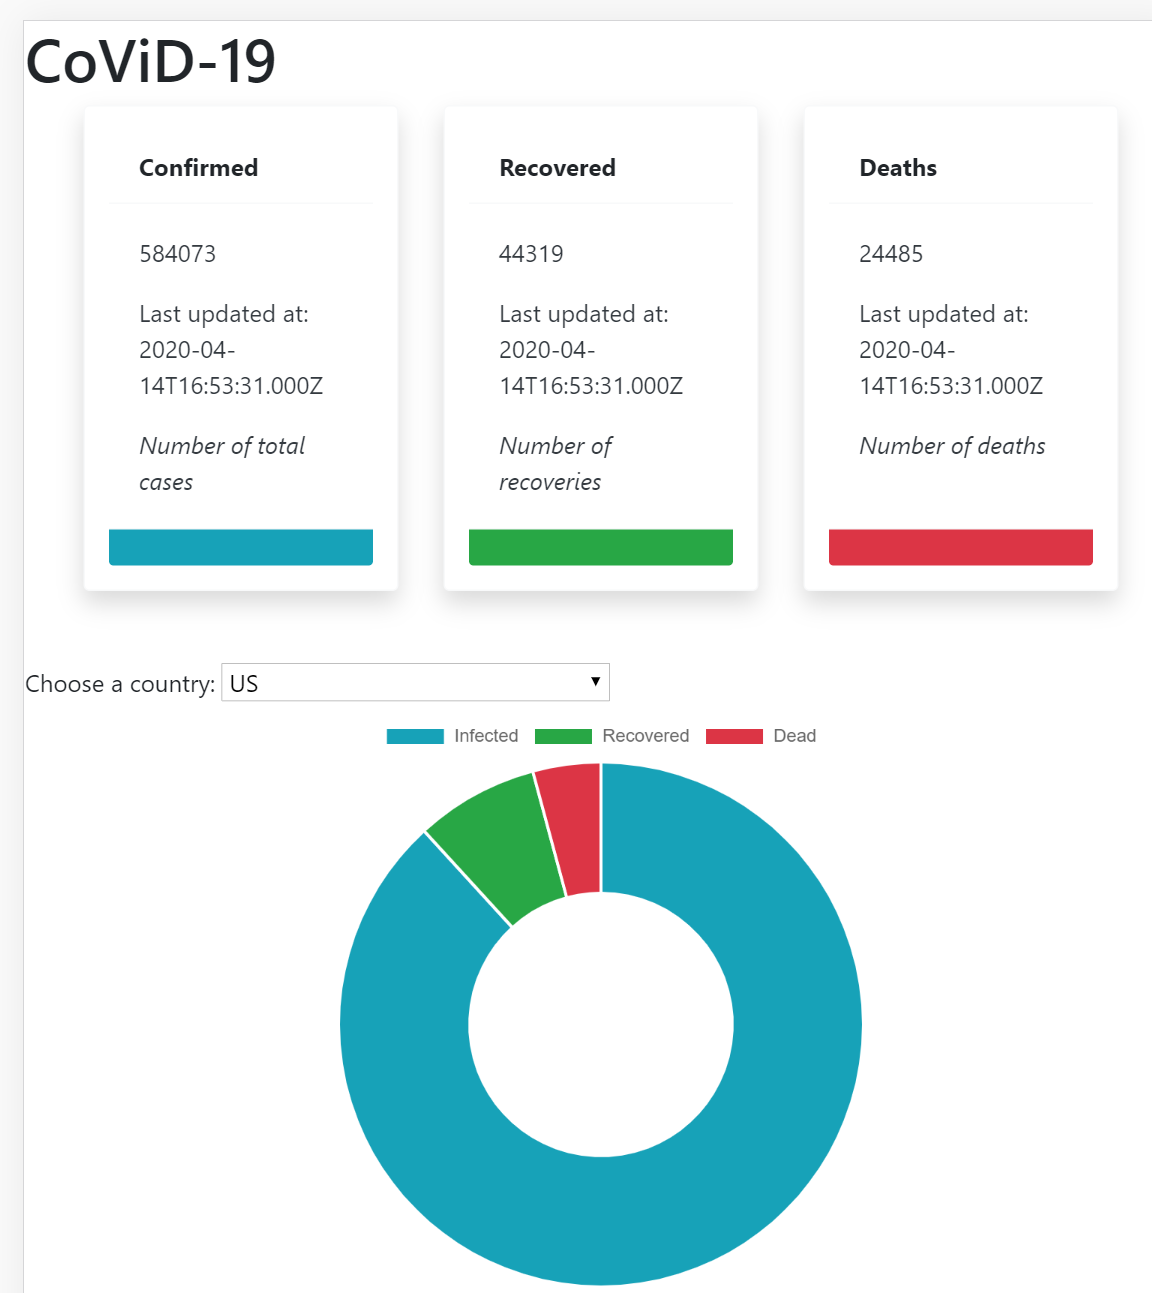 CoViD-19
Confirmed
584073
Last updated at:
2020-04-
14T16:53:31.000Z
Number of total
cases
Recovered
44319
Last updated at:
2020-04-
14T16:53:31.000Z
Number of
recoveries
Deaths
24485
Last updated at:
2020-04-
14T16:53:31.000Z
Number of deaths
Choose a country: US
Infected Recovered Dead